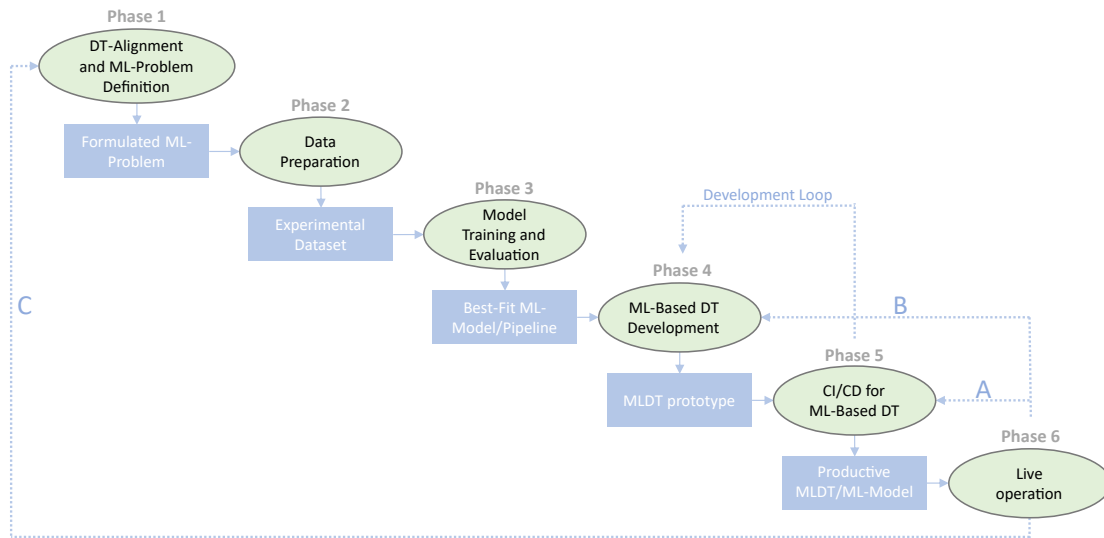 Phase 1
DT-Alignment
and ML-Problem
Definition
Formulated ML-
Problem
Phase 2
Data
Preparation
Experimental
Dataset
Phase 3
Model
Training and
Evaluation
Best-Fit ML-
Model/Pipeline
Development Loop
Phase 4
ML-Based DT
Development
MLDT prototype
Phase 5
CI/CD for
ML-Based DT
Productive
MLDT/ML-Model
Phase 6
Live
operation
A
B
C